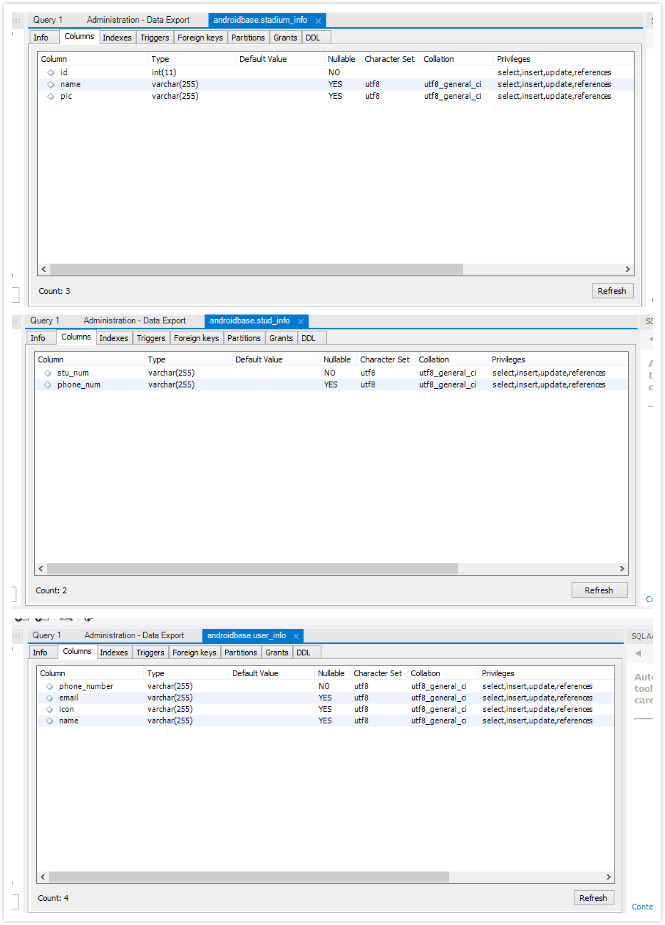 Query 1 Administration - Data Export androidbase.stadium_info ×
Info Columns Indexes Triggers Foreign keys Partitions Grants DDL
Column Type Default Value Nullable Character Set Collation Privileges
id int(11) NO select,insert,update,references
name varchar(255) YES utf8 utf8_general_ci select,insert,update,references
pic varchar(255) YES utf8 utf8_general_ci select,insert,update,references
Count: 3 Refresh
Query 1 Administration - Data Export androidbase.stud_info ×
Info Columns Indexes Triggers Foreign keys Partitions Grants DDL
Column Type Default Value Nullable Character Set Collation Privileges
stu_num varchar(255) NO utf8 utf8_general_ci select,insert,update,references
phone_num varchar(255) YES utf8 utf8_general_ci select,insert,update,references
Count: 2 Refresh
Query 1 Administration - Data Export androidbase.user_info × SQLA
Info Columns Indexes Triggers Foreign keys Partitions Grants DDL
Column Type Default Value Nullable Character Set Collation Privileges
phone_number varchar(255) NO utf8 utf8_general_ci select,insert,update,references
email varchar(255) YES utf8 utf8_general_ci select,insert,update,references
icon varchar(255) YES utf8 utf8_general_ci select,insert,update,references
name varchar(255) YES utf8 utf8_general_ci select,insert,update,references
Aut
tool
care
Count: 4 Refresh
Conte